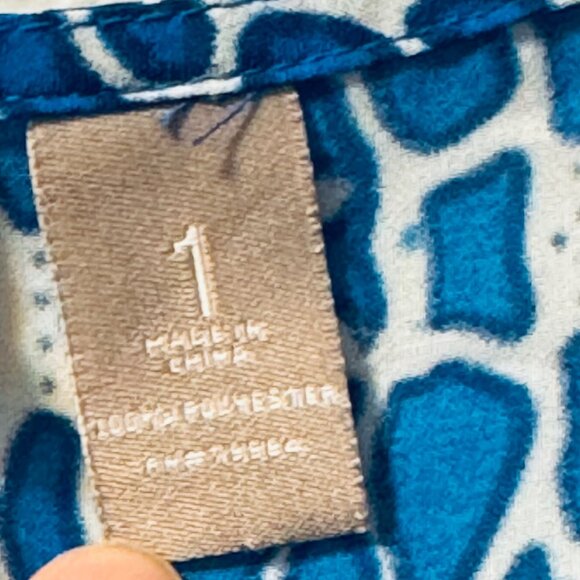 1
MADE IN
CHINA
100% POLYESTER